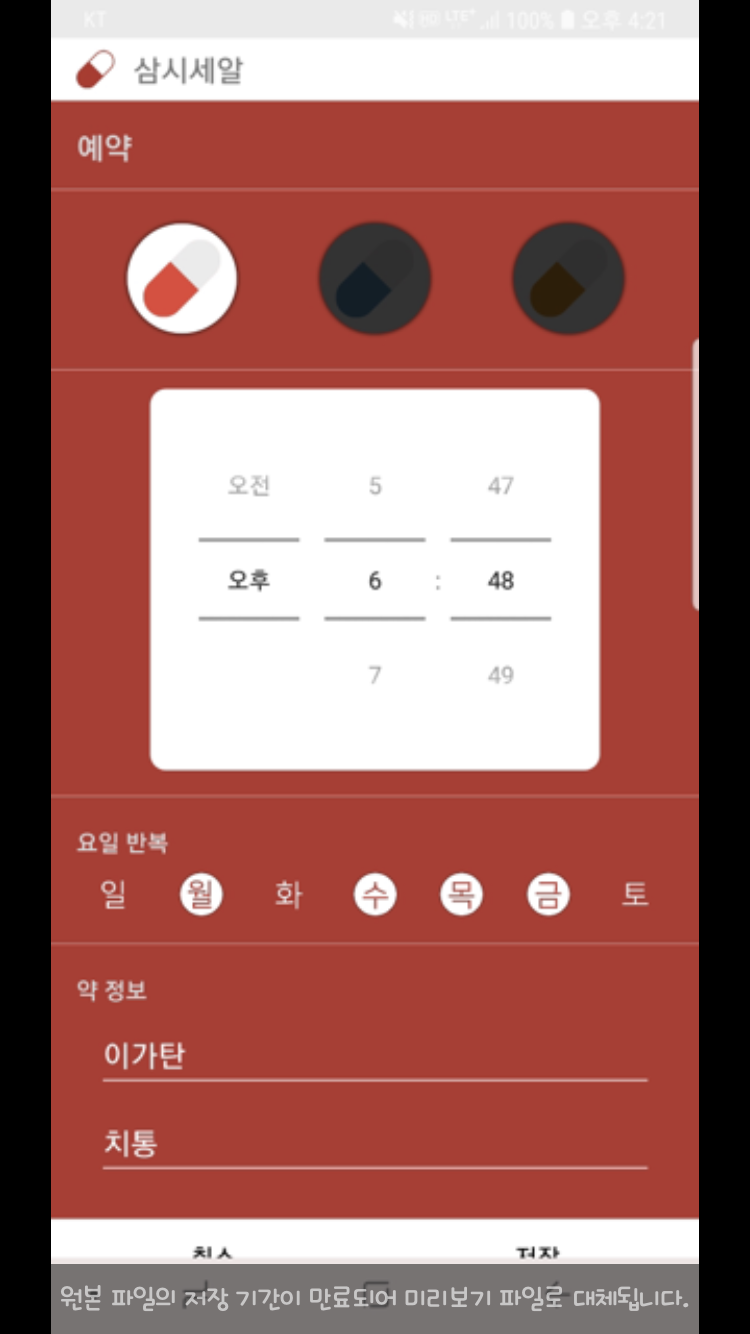 KT LTE+ 100% 오후 4:21
삼시세알
예약
오전 5 47
오후 6 : 48
7 49
요일 반복
일 월 화 수 목 금 토
약 정보
이가탄
치통
취소 저장
원본 파일의 저장 기간이 만료되어 미리보기 파일로 대체됩니다.